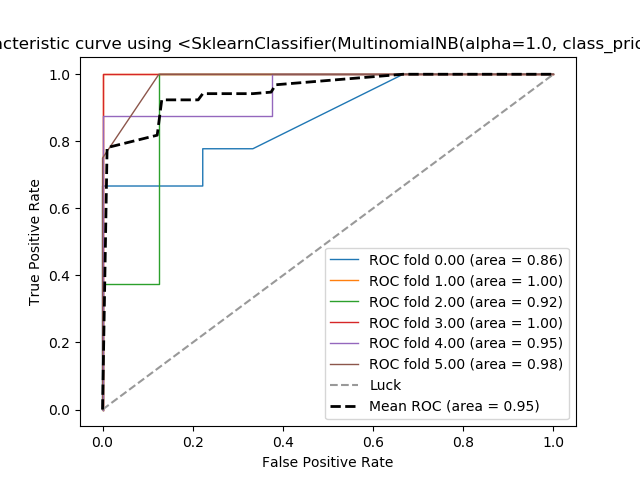 acteristic curve using <SklearnClassifier(MultinomialNB(alpha=1.0, class_prio
1.0
0.8
0.6
0.4
0.2
0.0
True Positive Rate
ROC fold 0.00 (area = 0.86)
ROC fold 1.00 (area = 1.00)
ROC fold 2.00 (area = 0.92)
ROC fold 3.00 (area = 1.00)
ROC fold 4.00 (area = 0.95)
ROC fold 5.00 (area = 0.98)
Luck
Mean ROC (area = 0.95)
0.0 0.2 0.4 0.6 0.8 1.0
False Positive Rate